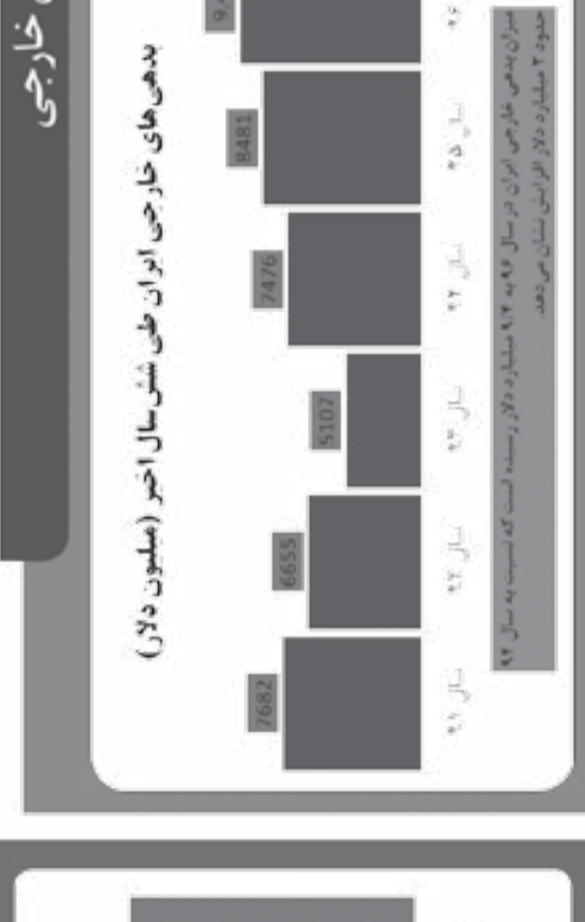 خارجی
بدهی‌های خارجی ایران طی شش سال اخیر (میلیون دلار)
7682 6655 5107 7476 8481
سال ۹۱ سال ۹۲ سال ۹۳ سال ۹۴ سال ۹۵ ۹۶
میزان بدهی خارجی ایران در سال ۹۶ به ۹/۴ میلیارد دلار رسیده است که نسبت به سال ۹۴
حدود ۲ میلیارد دلار افزایش نشان می‌دهد.